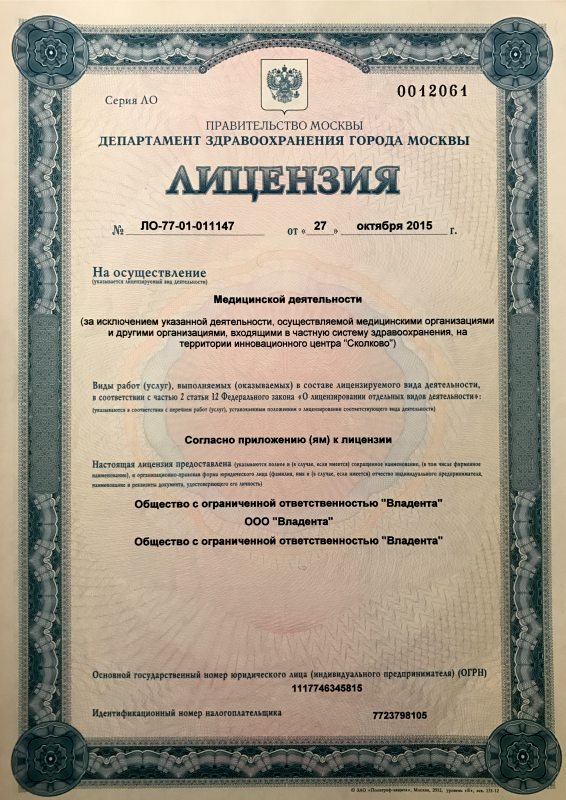 Серия ЛО
0012061
ПРАВИТЕЛЬСТВО МОСКВЫ
ДЕПАРТАМЕНТ ЗДРАВООХРАНЕНИЯ ГОРОДА МОСКВЫ
ЛИЦЕНЗИЯ
№ ЛО-77-01-011147 от « 27 » октября 2015 г.
На осуществление
(указывается лицензируемый вид деятельности)
Медицинской деятельности
(за исключением указанной деятельности, осуществляемой медицинскими организациями
и другими организациями, входящими в частную систему здравоохранения, на
территории инновационного центра "Сколково")
Виды работ (услуг), выполняемых (оказываемых) в составе лицензируемого вида деятельности,
в соответствии с частью 2 статьи 12 Федерального закона «О лицензировании отдельных видов деятельности»:
(указываются в соответствии с перечнем работ (услуг), установленным положением о лицензировании соответствующего вида деятельности)
Согласно приложению (ям) к лицензии
Настоящая лицензия предоставлена (указываются полное и (в случае, если имеется) сокращенное наименование, (в том числе фирменное
наименование), и организационно-правовая форма юридического лица (фамилия, имя и (в случае, если имеется) отчество индивидуального предпринимателя,
наименование и реквизиты документа, удостоверяющего его личность)
Общество с ограниченной ответственностью "Владента"
ООО "Владента"
Общество с ограниченной ответственностью "Владента"
Основной государственный номер юридического лица (индивидуального предпринимателя) (ОГРН)
1117746345815
Идентификационный номер налогоплательщика 7723798105
© ЗАО «Полиграф-защита», Москва, 2012, уровень «В», зак. 131-12